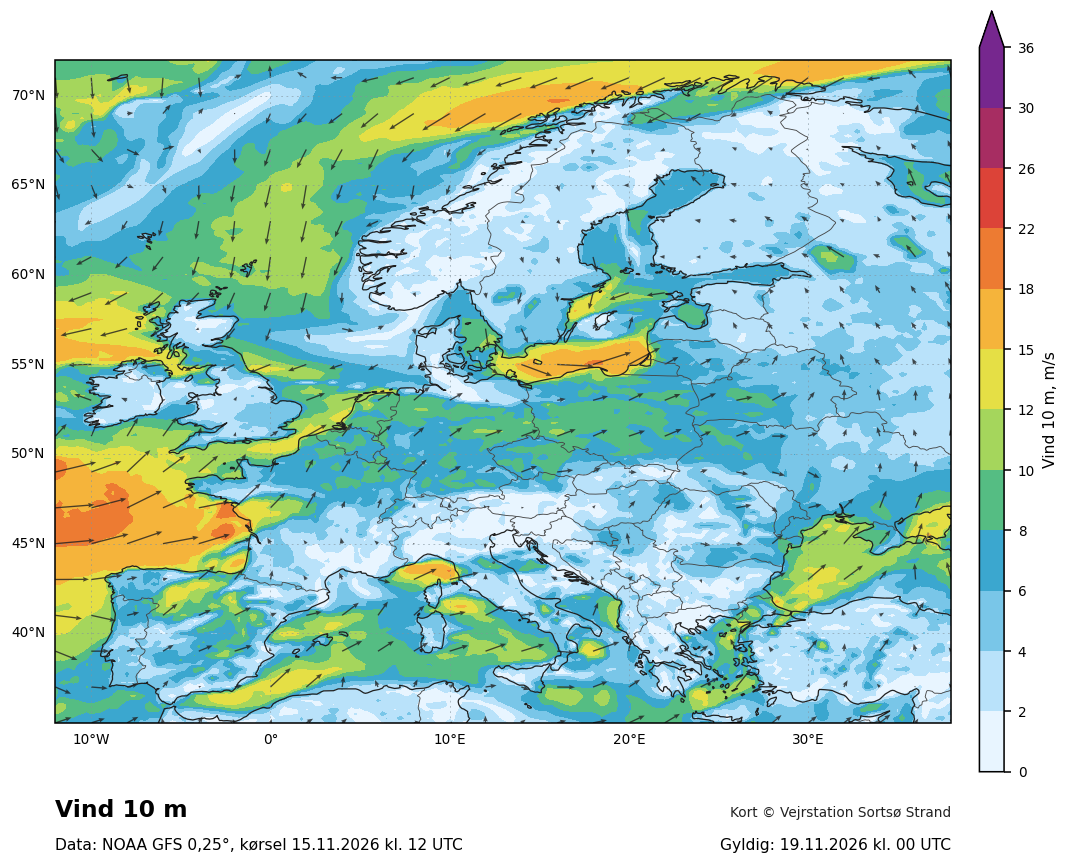 70°N
65°N
60°N
55°N
50°N
45°N
40°N
10°W
0°
10°E
20°E
30°E
36
30
26
22
18
15
12
10
8
6
4
2
0
Vind 10 m, m/s
Vind 10 m
Kort © Vejrstation Sortsø Strand
Data: NOAA GFS 0,25°, kørsel 15.11.2026 kl. 12 UTC
Gyldig: 19.11.2026 kl. 00 UTC